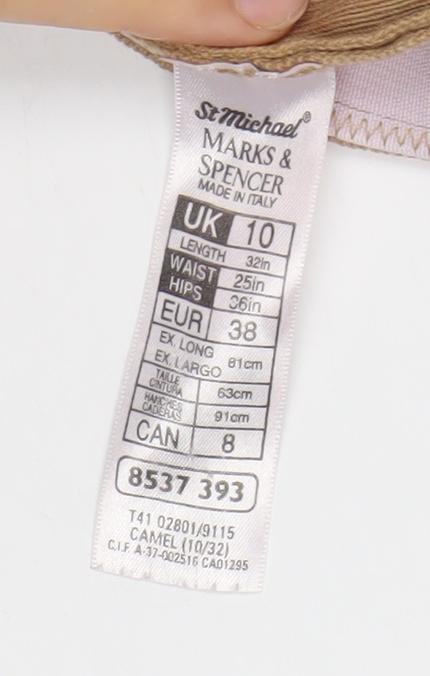 St Michael®
MARKS &
SPENCER
MADE IN ITALY
UK 10
LENGTH 32in
WAIST 25in
HIPS 36in
EUR 38
EX. LONG
EX. LARGO 81cm
TAILLE
CINTURA 63cm
HANCHES
CADERAS 91cm
CAN 8
8537 393
T41 02801/9115
CAMEL (10/32)
C.I.F. A-37-002516 CA01295